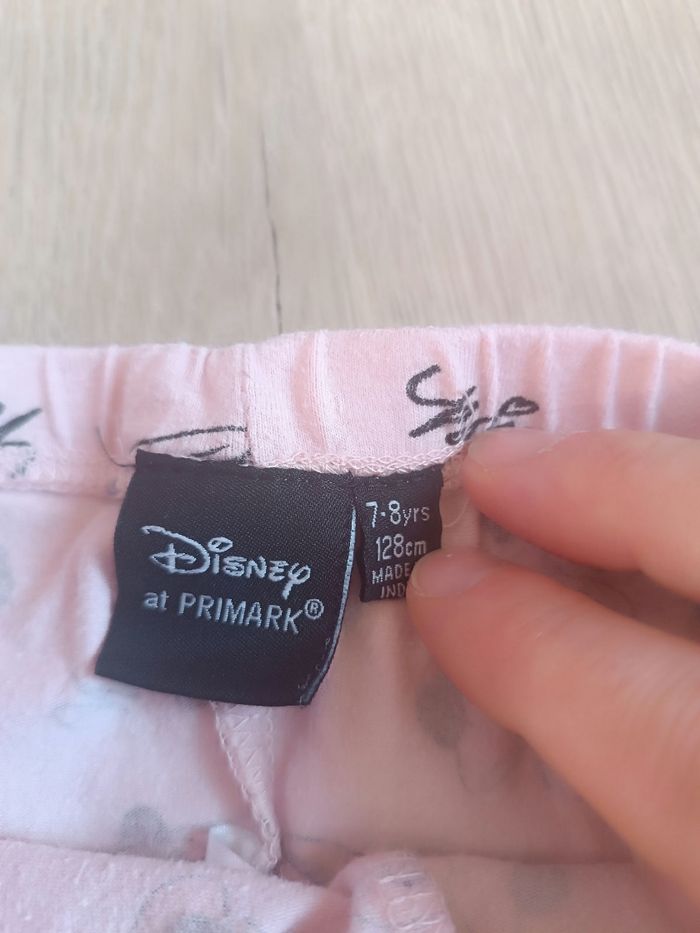 Disney
at PRIMARK®
7-8yrs
128cm
MADE